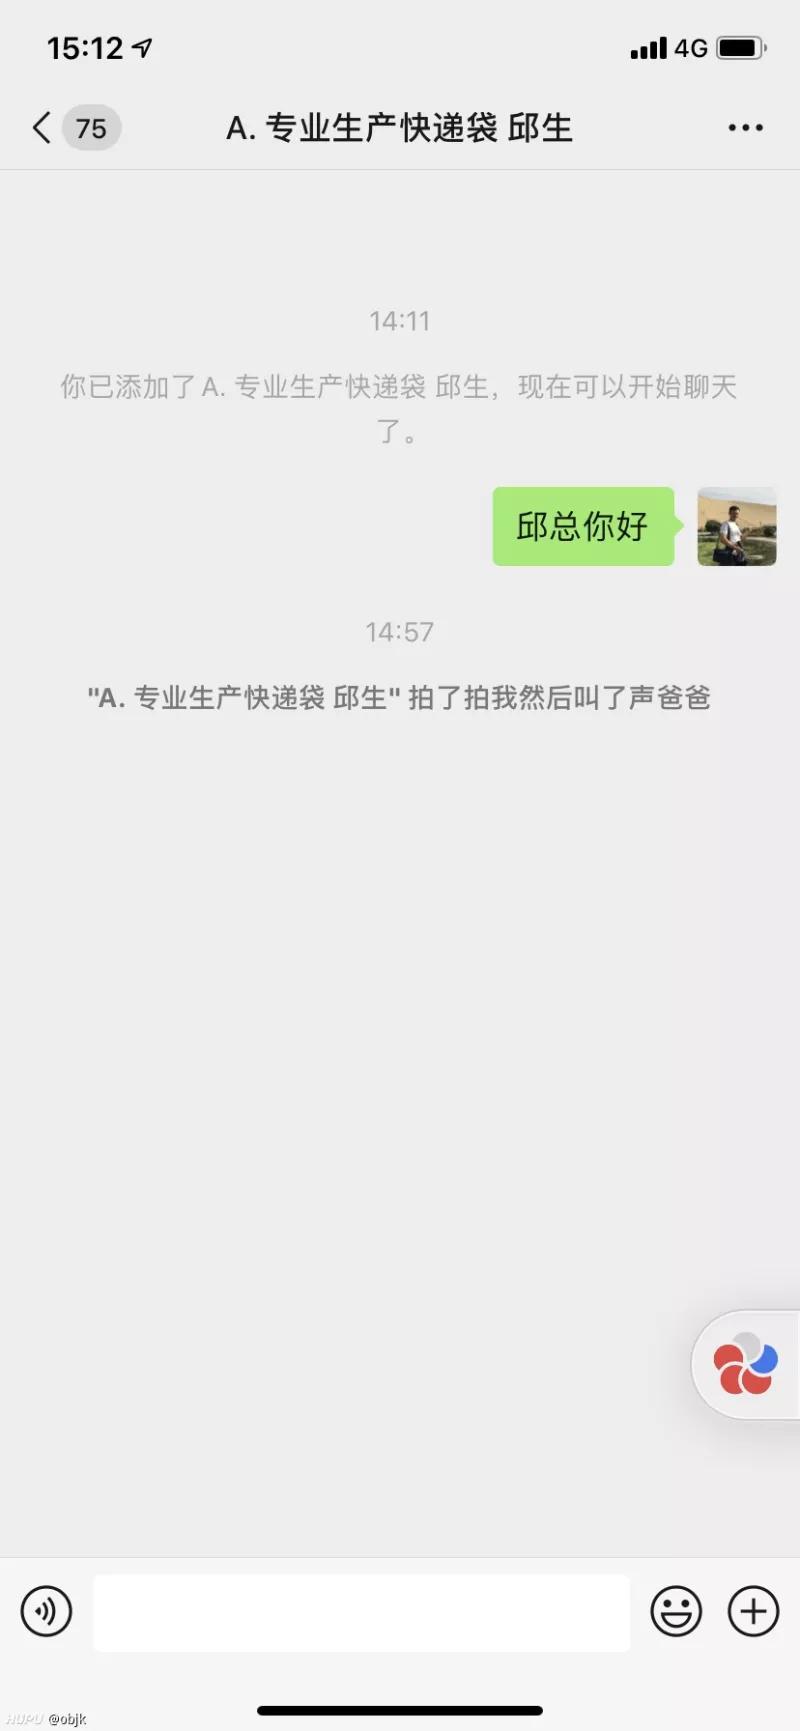 15:12
4G
75
A. 专业生产快递袋 邱生
14:11
你已添加了A. 专业生产快递袋 邱生，现在可以开始聊天
了。
邱总你好
14:57
"A. 专业生产快递袋 邱生" 拍了拍我然后叫了声爸爸
HUPU @objk